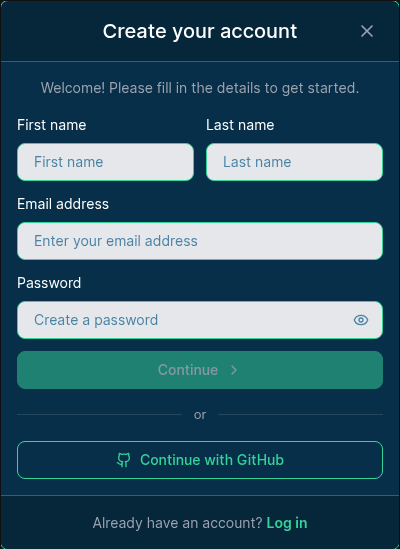 Create your account
Welcome! Please fill in the details to get started.
First name Last name
First name Last name
Email address
Enter your email address
Password
Create a password
Continue
or
Continue with GitHub
Already have an account? Log in